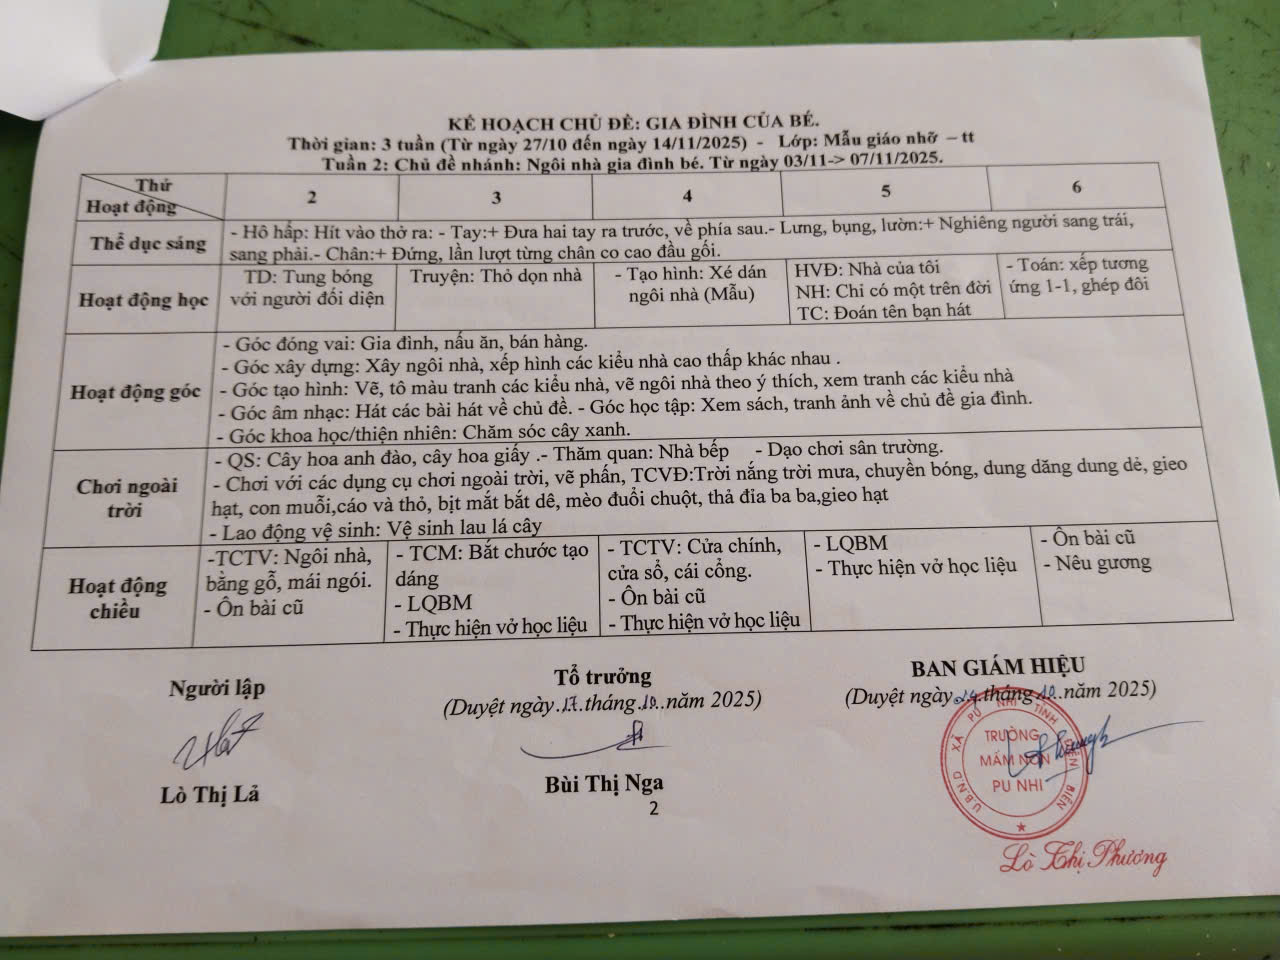 KẾ HOẠCH CHỦ ĐỀ: GIA ĐÌNH CỦA BÉ.
Thời gian: 3 tuần (Từ ngày 27/10 đến ngày 14/11/2025) - Lớp: Mẫu giáo nhỡ – tt
Tuần 2: Chủ đề nhánh: Ngôi nhà gia đình bé. Từ ngày 03/11-> 07/11/2025.
Thứ
Hoạt động
2
3
4
5
6
Thể dục sáng
- Hô hấp: Hít vào thở ra: - Tay:+ Đưa hai tay ra trước, về phía sau.- Lưng, bụng, lườn:+ Nghiêng người sang trái,
sang phải.- Chân:+ Đứng, lần lượt từng chân co cao đầu gối.
Hoạt động học
TD: Tung bóng
với người đối diện
Truyện: Thỏ dọn nhà
- Tạo hình: Xé dán
ngôi nhà (Mẫu)
HVĐ: Nhà của tôi
NH: Chỉ có một trên đời
TC: Đoán tên bạn hát
- Toán: xếp tương
ứng 1-1, ghép đôi
Hoạt động góc
- Góc đóng vai: Gia đình, nấu ăn, bán hàng.
- Góc xây dựng: Xây ngôi nhà, xếp hình các kiểu nhà cao thấp khác nhau .
- Góc tạo hình: Vẽ, tô màu tranh các kiểu nhà, vẽ ngôi nhà theo ý thích, xem tranh các kiểu nhà
- Góc âm nhạc: Hát các bài hát về chủ đề. - Góc học tập: Xem sách, tranh ảnh về chủ đề gia đình.
- Góc khoa học/thiện nhiên: Chăm sóc cây xanh.
Chơi ngoài
trời
- QS: Cây hoa anh đào, cây hoa giấy .- Thăm quan: Nhà bếp - Dạo chơi sân trường.
- Chơi với các dụng cụ chơi ngoài trời, vẽ phấn, TCVĐ:Trời nắng trời mưa, chuyền bóng, dung dăng dung dẻ, gieo
hạt, con muỗi,cáo và thỏ, bịt mắt bắt dê, mèo đuổi chuột, thả đỉa ba ba,gieo hạt
- Lao động vệ sinh: Vệ sinh lau lá cây
Hoạt động
chiều
-TCTV: Ngôi nhà,
bằng gỗ, mái ngói.
- Ôn bài cũ
- TCM: Bắt chước tạo
dáng
- LQBM
- Thực hiện vở học liệu
- TCTV: Cửa chính,
cửa sổ, cái cổng.
- Ôn bài cũ
- Thực hiện vở học liệu
- LQBM
- Thực hiện vở học liệu
- Ôn bài cũ
- Nêu gương
Người lập
Lò Thị Lả
Tổ trưởng
(Duyệt ngày.17.tháng.10..năm 2025)
Bùi Thị Nga
2
BAN GIÁM HIỆU
(Duyệt ngày.24.tháng.10..năm 2025)
U.B.N.D XÃ PU NHI TỈNH ĐIỆN BIÊN
TRƯỜNG
MẦM NON
PU NHI
Lò Thị Phương